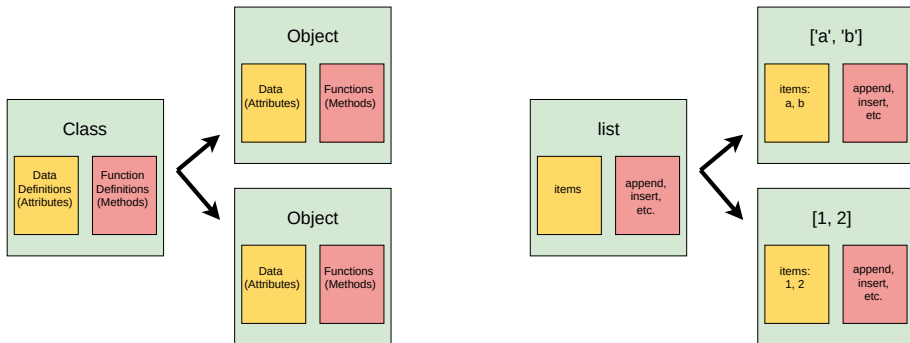 Class
Data
Definitions
(Attributes)
Function
Definitions
(Methods)
Object
Data
(Attributes)
Functions
(Methods)
Object
Data
(Attributes)
Functions
(Methods)
list
items
append,
insert,
etc.
['a', 'b']
items:
a, b
append,
insert,
etc
[1, 2]
items:
1, 2
append,
insert,
etc.